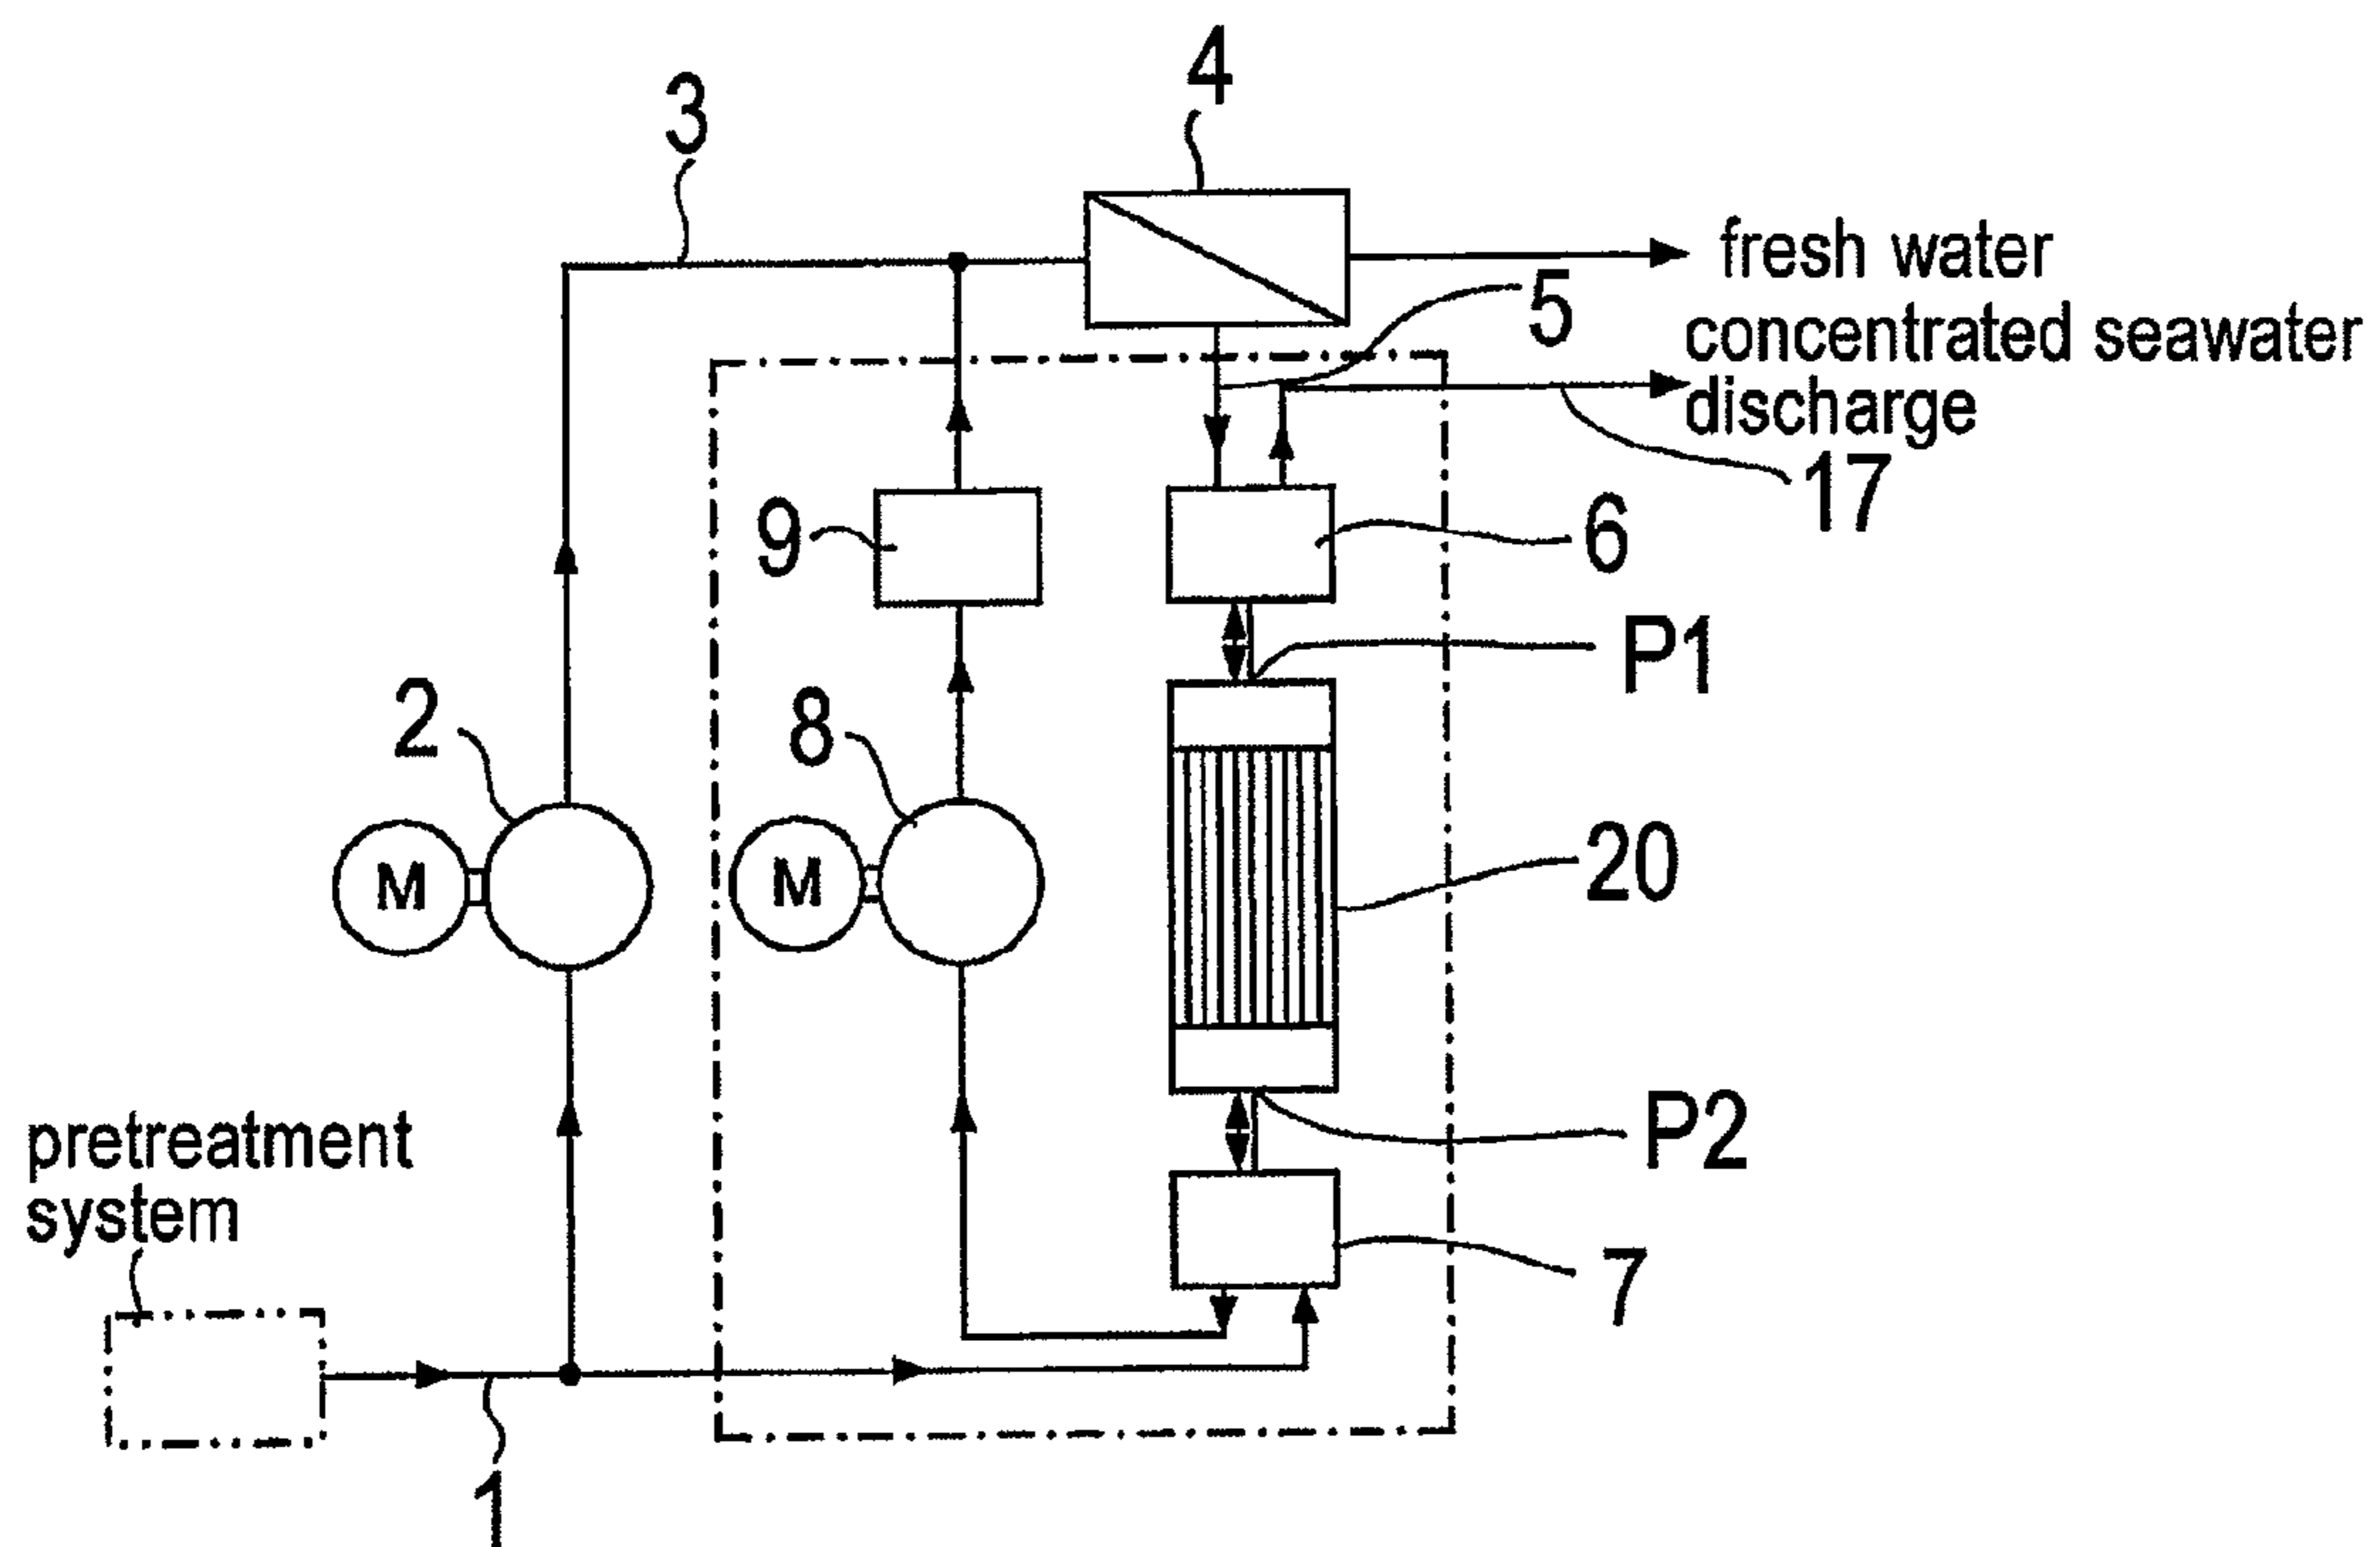 4
3
fresh water
5
concentrated seawater
discharge
17
9
6
P1
2
8
M
M
20
pretreatment
system
P2
7
1